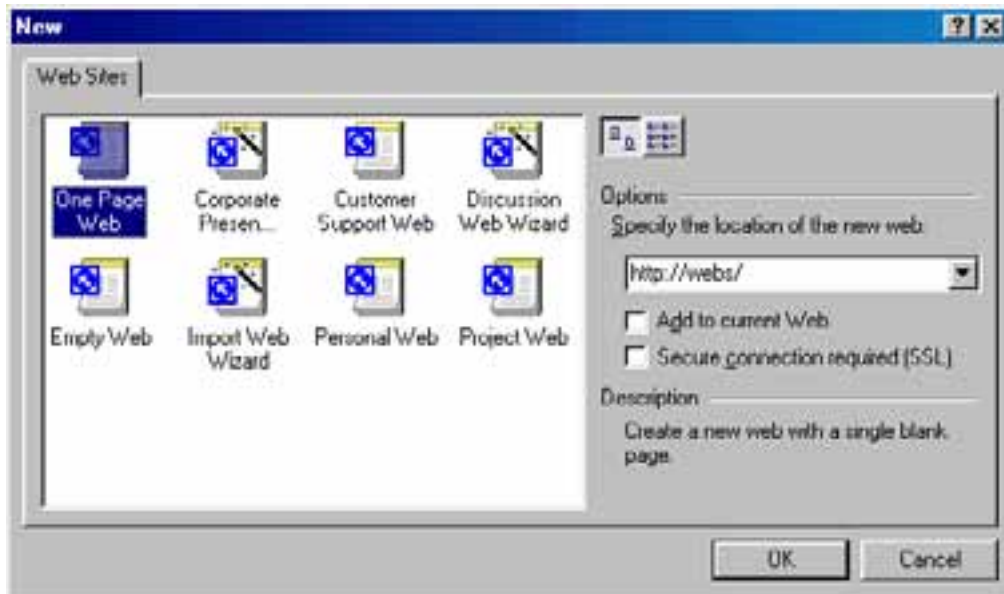 New
Web Sites
One Page
Web
Corporate
Presen...
Customer
Support Web
Discussion
Web Wizard
Empty Web
Import Web
Wizard
Personal Web
Project Web
Options
Specify the location of the new web:
http://webs/
Add to current Web
Secure connection required (SSL)
Description
Create a new web with a single blank
page.
OK
Cancel